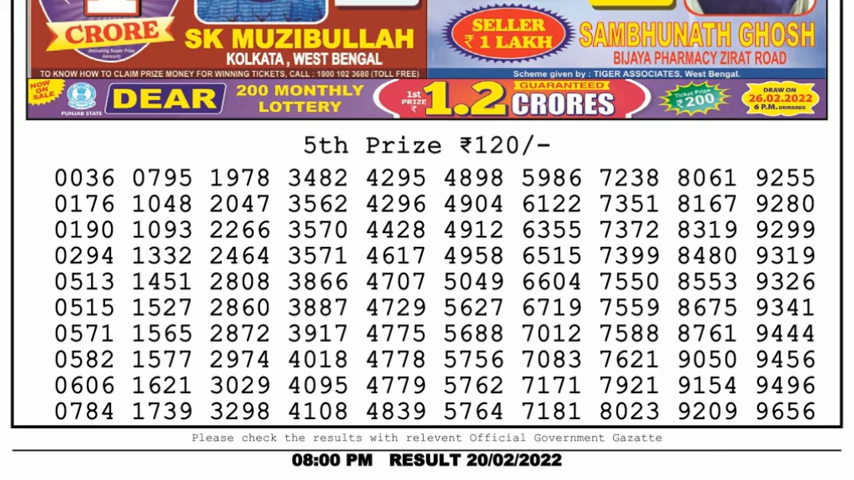 1
CRORE
(Including Super Prize Amount)
SK MUZIBULLAH
KOLKATA, WEST BENGAL
SELLER
₹ 1 LAKH
SAMBHUNATH GHOSH
BIJAYA PHARMACY ZIRAT ROAD
TO KNOW HOW TO CLAIM PRIZE MONEY FOR WINNING TICKETS, CALL : 1800 102 3680 (TOLL FREE)
Scheme given by : TIGER ASSOCIATES, West Bengal.
NOW ON SALE
PUNJAB STATE
DEAR
200 MONTHLY
LOTTERY
1st PRIZE ₹
1.2
GUARANTEED
CRORES
Ticket Price
₹200
DRAW ON
26.02.2022
6 P.M. ONWARDS
5th Prize ₹120/-
0036 0795 1978 3482 4295 4898 5986 7238 8061 9255
0176 1048 2047 3562 4296 4904 6122 7351 8167 9280
0190 1093 2266 3570 4428 4912 6355 7372 8319 9299
0294 1332 2464 3571 4617 4958 6515 7399 8480 9319
0513 1451 2808 3866 4707 5049 6604 7550 8553 9326
0515 1527 2860 3887 4729 5627 6719 7559 8675 9341
0571 1565 2872 3917 4775 5688 7012 7588 8761 9444
0582 1577 2974 4018 4778 5756 7083 7621 9050 9456
0606 1621 3029 4095 4779 5762 7171 7921 9154 9496
0784 1739 3298 4108 4839 5764 7181 8023 9209 9656
Please check the results with relevent Official Government Gazatte
08:00 PM RESULT 20/02/2022